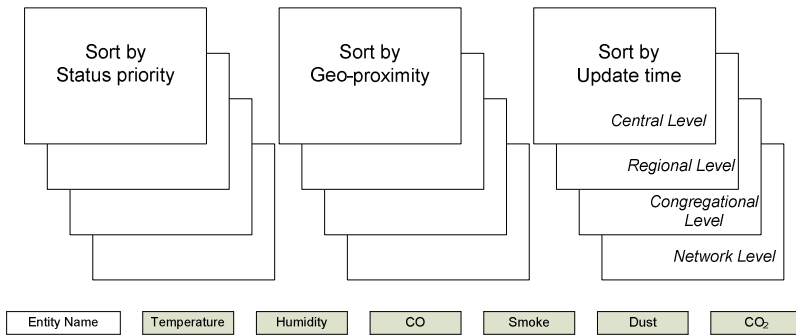 Sort by
Status priority
Sort by
Geo-proximity
Sort by
Update time
Central Level
Regional Level
Congregational
Level
Network Level
Entity Name
Temperature
Humidity
CO
Smoke
Dust
CO₂